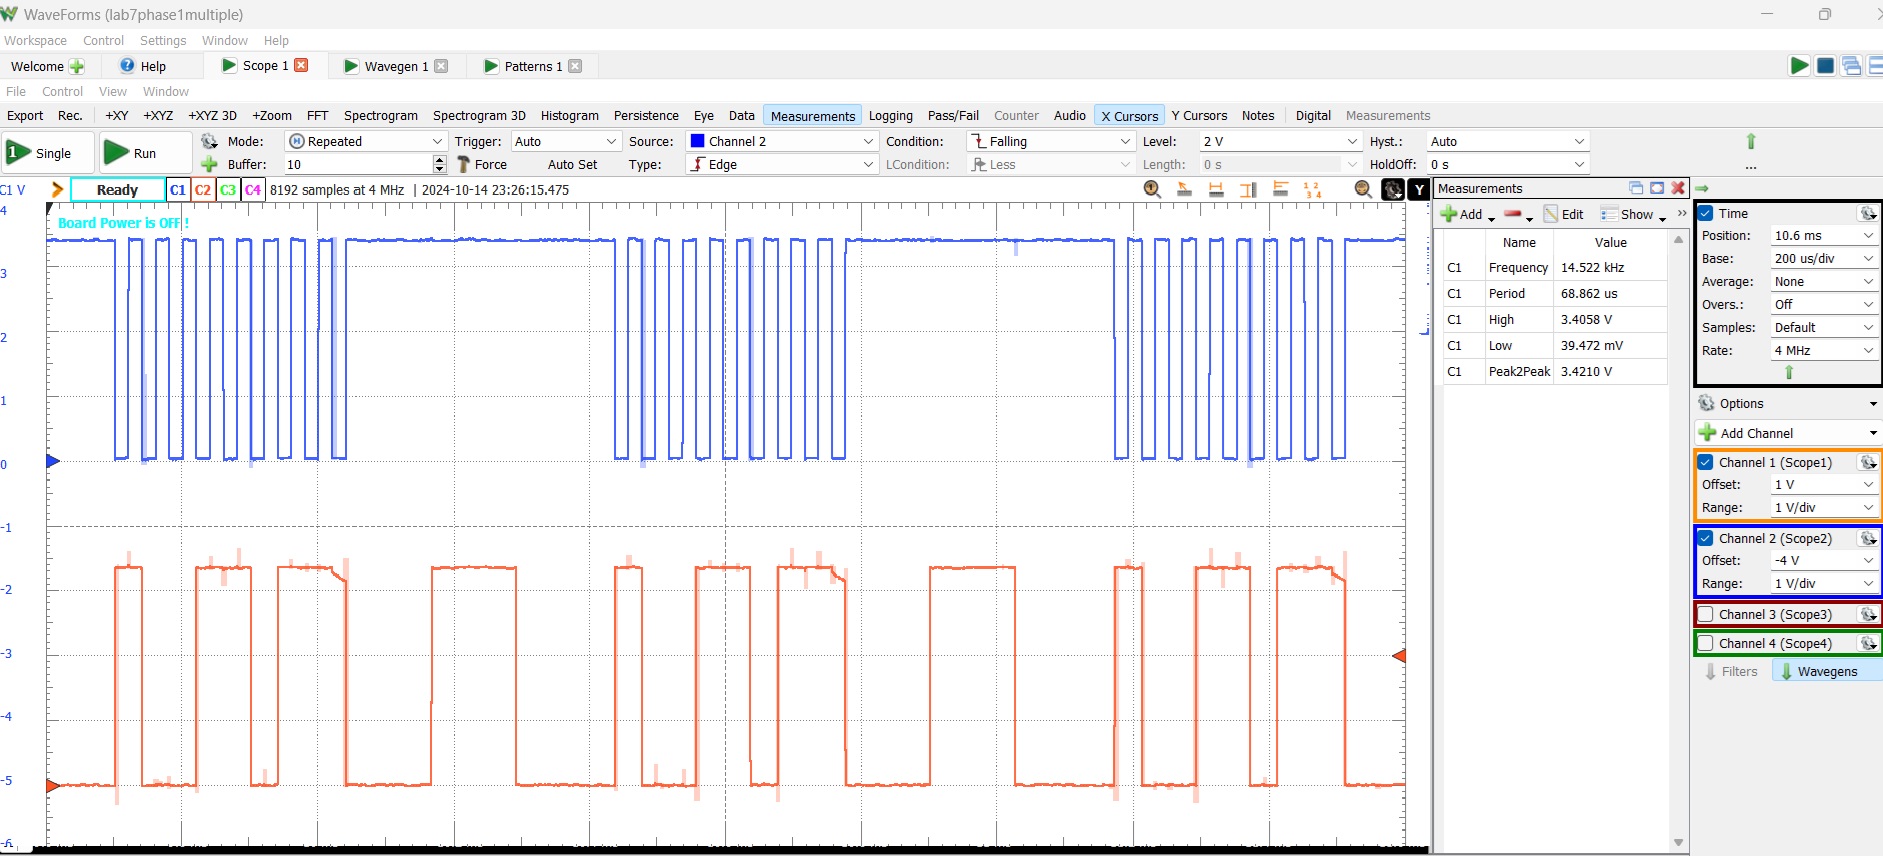 WaveForms (lab7phase1multiple)
Workspace Control Settings Window Help
Welcome Help Scope 1 Wavegen 1 Patterns 1
File Control View Window
Export Rec. +XY +XYZ +XYZ 3D +Zoom FFT Spectrogram Spectrogram 3D Histogram Persistence Eye Data Measurements Logging Pass/Fail Counter Audio X Cursors Y Cursors Notes Digital Measurements
1 Single Run Mode: Repeated Trigger: Auto Source: Channel 2 Condition: Falling Level: 2 V Hyst.: Auto
Buffer: 10 Force Auto Set Type: Edge LCondition: Less Length: 0 s HoldOff: 0 s ...
C1 V Ready C1 C2 C3 C4 8192 samples at 4 MHz | 2024-10-14 23:26:15.475 Y
Board Power is OFF !
4
3
2
1
0
-1
-2
-3
-4
-5
-6
Measurements
Add Edit Show »
Name Value
C1 Frequency 14.522 kHz
C1 Period 68.862 us
C1 High 3.4058 V
C1 Low 39.472 mV
C1 Peak2Peak 3.4210 V
Time
Position: 10.6 ms
Base: 200 us/div
Average: None
Overs.: Off
Samples: Default
Rate: 4 MHz
Options
Add Channel
Channel 1 (Scope1)
Offset: 1 V
Range: 1 V/div
Channel 2 (Scope2)
Offset: -4 V
Range: 1 V/div
Channel 3 (Scope3)
Channel 4 (Scope4)
Filters Wavegens